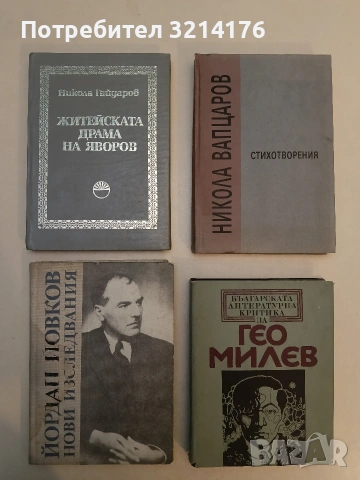 Потребител 3214176
Никола Гайдаров
ЖИТЕЙСКАТА
ДРАМА
НА ЯВОРОВ
НИКОЛА ВАПЦАРОВ
СТИХОТВОРЕНИЯ
ЙОРДАН ЙОВКОВ
НОВИ ИЗСЛЕДВАНИЯ
БЪЛГАРСКАТА
ЛИТЕРАТУРНА
КРИТИКА
ЗА
ГЕО
МИЛЕВ
BAZAR